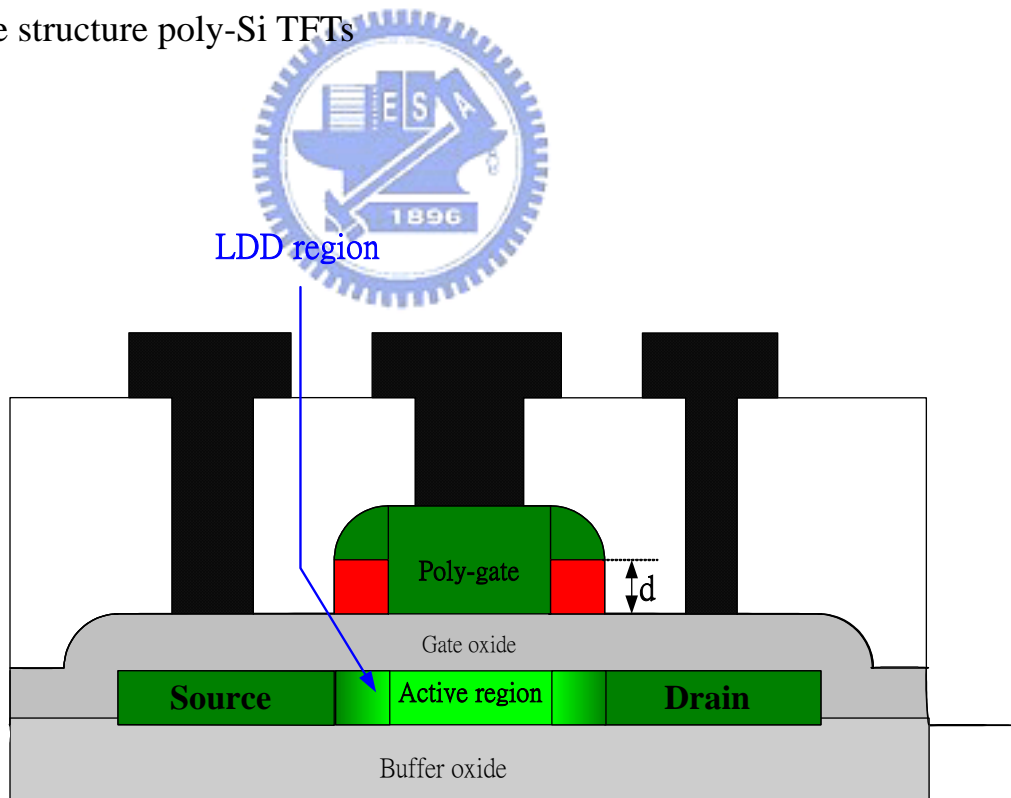 e structure poly-Si TFTs
E S A
1896
LDD region
Poly-gate
d
Gate oxide
Source
Active region
Drain
Buffer oxide